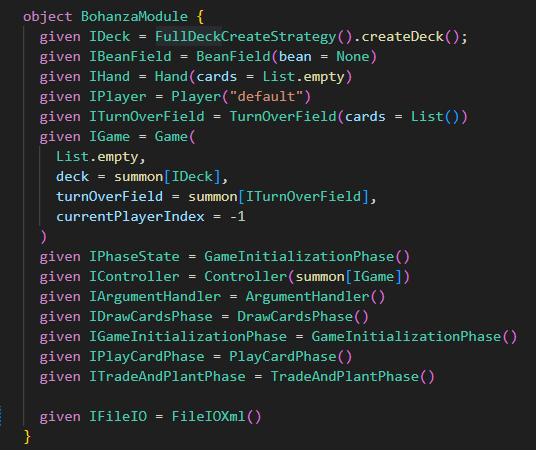 object BohanzaModule {
  given IDeck = FullDeckCreateStrategy().createDeck();
  given IBeanField = BeanField(bean = None)
  given IHand = Hand(cards = List.empty)
  given IPlayer = Player("default")
  given ITurnOverField = TurnOverField(cards = List())
  given IGame = Game(
    List.empty,
    deck = summon[IDeck],
    turnOverField = summon[ITurnOverField],
    currentPlayerIndex = -1
  )
  given IPhaseState = GameInitializationPhase()
  given IController = Controller(summon[IGame])
  given IArgumentHandler = ArgumentHandler()
  given IDrawCardsPhase = DrawCardsPhase()
  given IGameInitializationPhase = GameInitializationPhase()
  given IPlayCardPhase = PlayCardPhase()
  given ITradeAndPlantPhase = TradeAndPlantPhase()

  given IFileIO = FileIOXml()
}